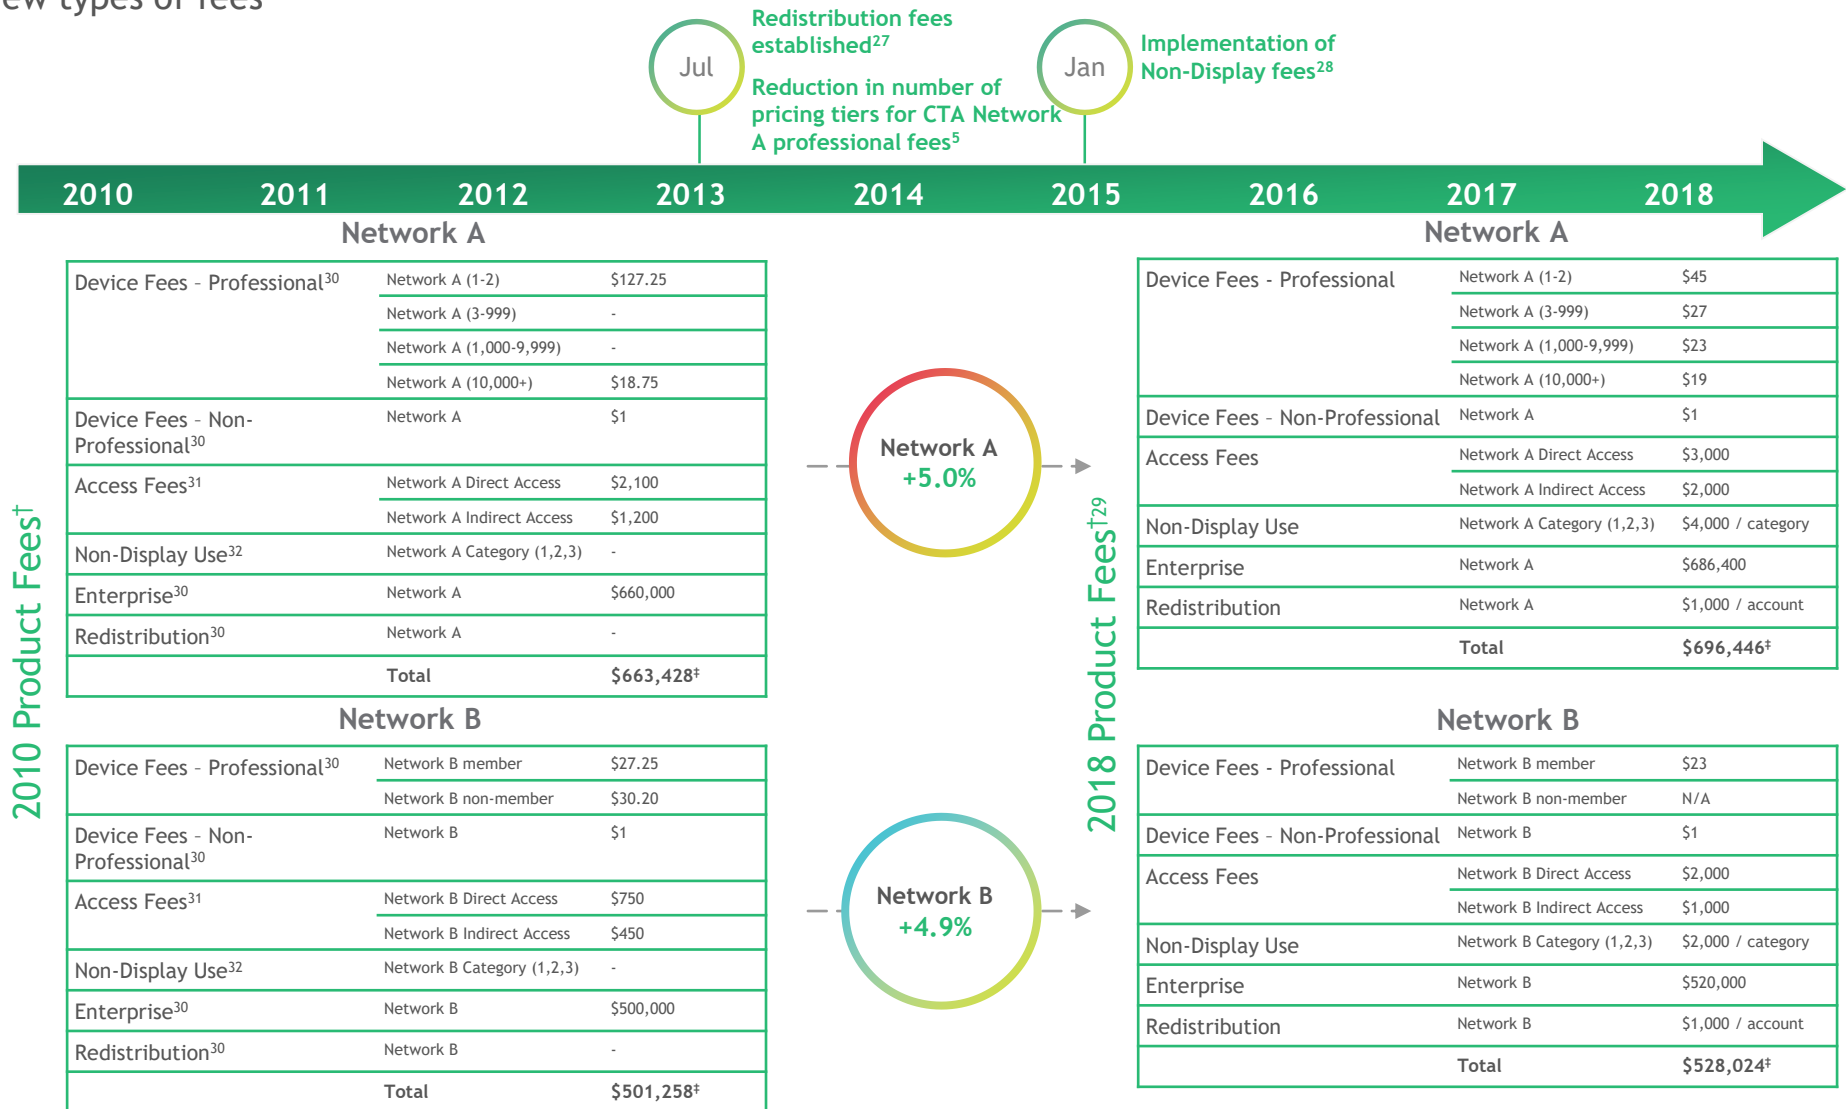 ew types of fees
Jul
Redistribution fees
established27
Reduction in number of
pricing tiers for CTA Network
A professional fees5
Jan
Implementation of
Non-Display fees28
2010 2011 2012 2013 2014 2015 2016 2017 2018
2010 Product Fees†
Network A
Device Fees – Professional30 Network A (1-2) $127.25
Network A (3-999) -
Network A (1,000-9,999) -
Network A (10,000+) $18.75
Device Fees – Non-
Professional30 Network A $1
Access Fees31 Network A Direct Access $2,100
Network A Indirect Access $1,200
Non-Display Use32 Network A Category (1,2,3) -
Enterprise30 Network A $660,000
Redistribution30 Network A -
Total $663,428‡
Network B
Device Fees – Professional30 Network B member $27.25
Network B non-member $30.20
Device Fees – Non-
Professional30 Network B $1
Access Fees31 Network B Direct Access $750
Network B Indirect Access $450
Non-Display Use32 Network B Category (1,2,3) -
Enterprise30 Network B $500,000
Redistribution30 Network B -
Total $501,258‡
Network A
+5.0%
Network B
+4.9%
2018 Product Fees†29
Network A
Device Fees - Professional Network A (1-2) $45
Network A (3-999) $27
Network A (1,000-9,999) $23
Network A (10,000+) $19
Device Fees – Non-Professional Network A $1
Access Fees Network A Direct Access $3,000
Network A Indirect Access $2,000
Non-Display Use Network A Category (1,2,3) $4,000 / category
Enterprise Network A $686,400
Redistribution Network A $1,000 / account
Total $696,446‡
Network B
Device Fees - Professional Network B member $23
Network B non-member N/A
Device Fees – Non-Professional Network B $1
Access Fees Network B Direct Access $2,000
Network B Indirect Access $1,000
Non-Display Use Network B Category (1,2,3) $2,000 / category
Enterprise Network B $520,000
Redistribution Network B $1,000 / account
Total $528,024‡